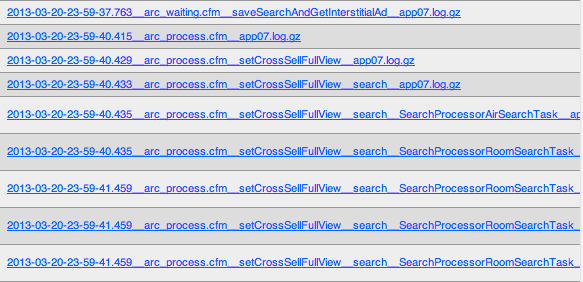 2013-03-20-23-59-37.763__arc_waiting.cfm__saveSearchAndGetInterstitialAd__app07.log.gz
2013-03-20-23-59-40.415__arc_process.cfm__app07.log.gz
2013-03-20-23-59-40.429__arc_process.cfm__setCrossSellFullView__app07.log.gz
2013-03-20-23-59-40.433__arc_process.cfm__setCrossSellFullView__search__app07.log.gz
2013-03-20-23-59-40.435__arc_process.cfm__setCrossSellFullView__search__SearchProcessorAirSearchTask__ap
2013-03-20-23-59-40.435__arc_process.cfm__setCrossSellFullView__search__SearchProcessorRoomSearchTask_
2013-03-20-23-59-41.459__arc_process.cfm__setCrossSellFullView__search__SearchProcessorRoomSearchTask_
2013-03-20-23-59-41.459__arc_process.cfm__setCrossSellFullView__search__SearchProcessorRoomSearchTask_
2013-03-20-23-59-41.459__arc_process.cfm__setCrossSellFullView__search__SearchProcessorRoomSearchTask_